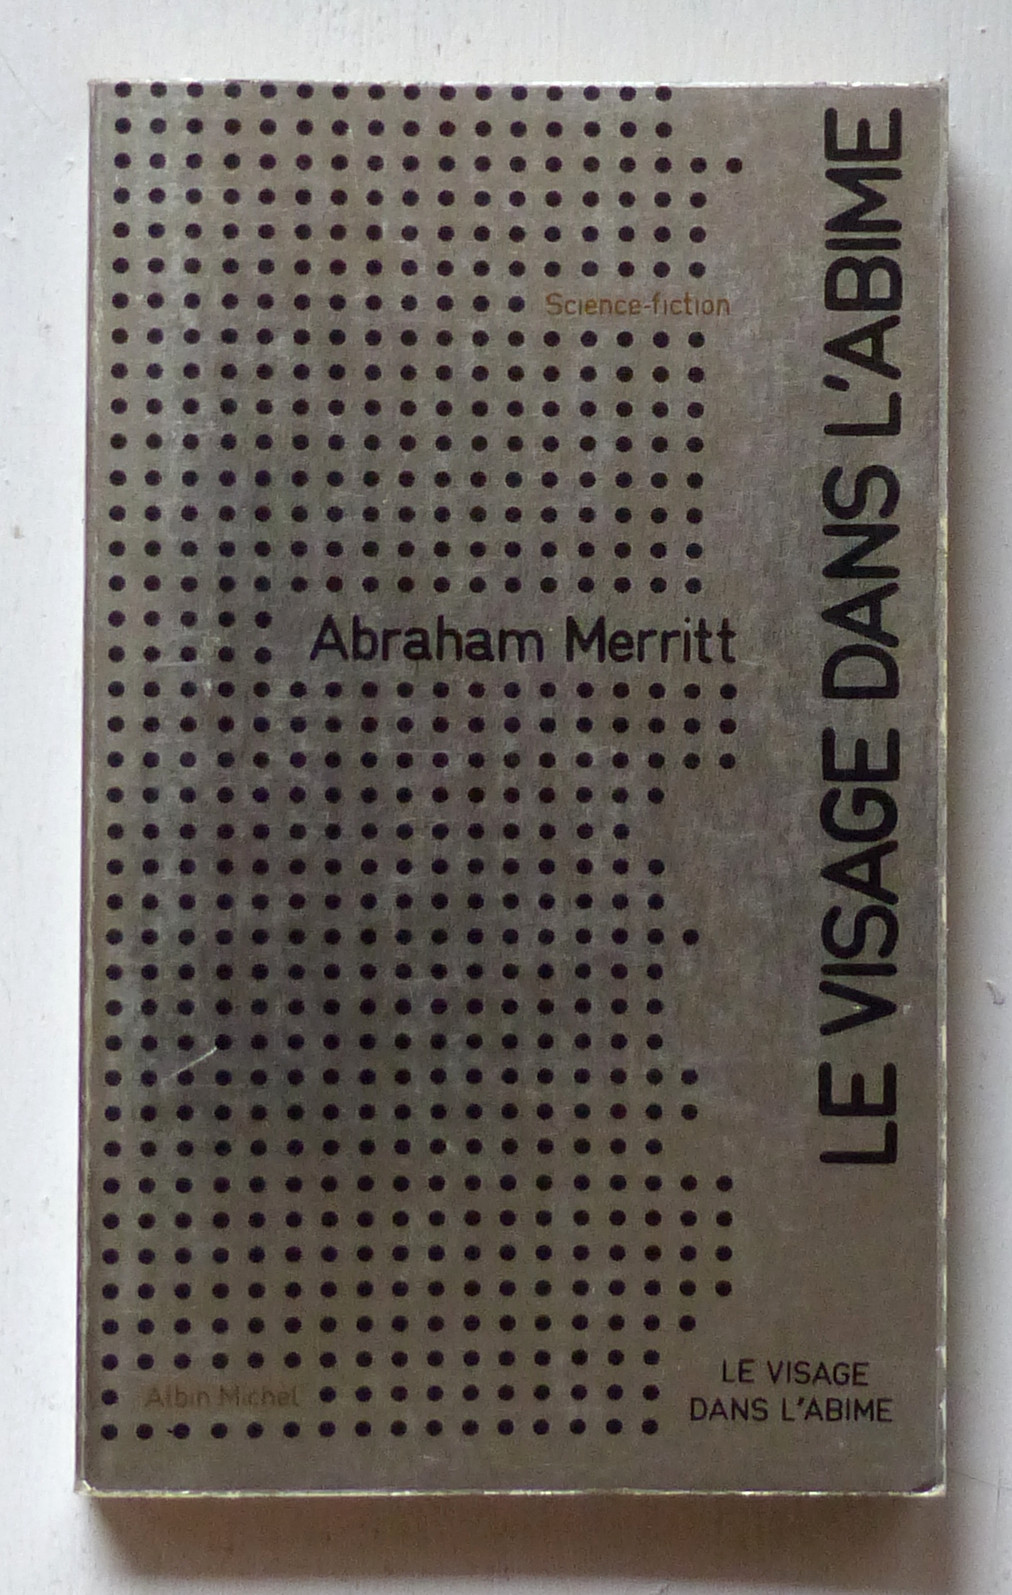 Science-fiction
LE VISAGE DANS L'ABIME
Abraham Merritt
LE VISAGE
DANS L'ABIME
Albin Michel